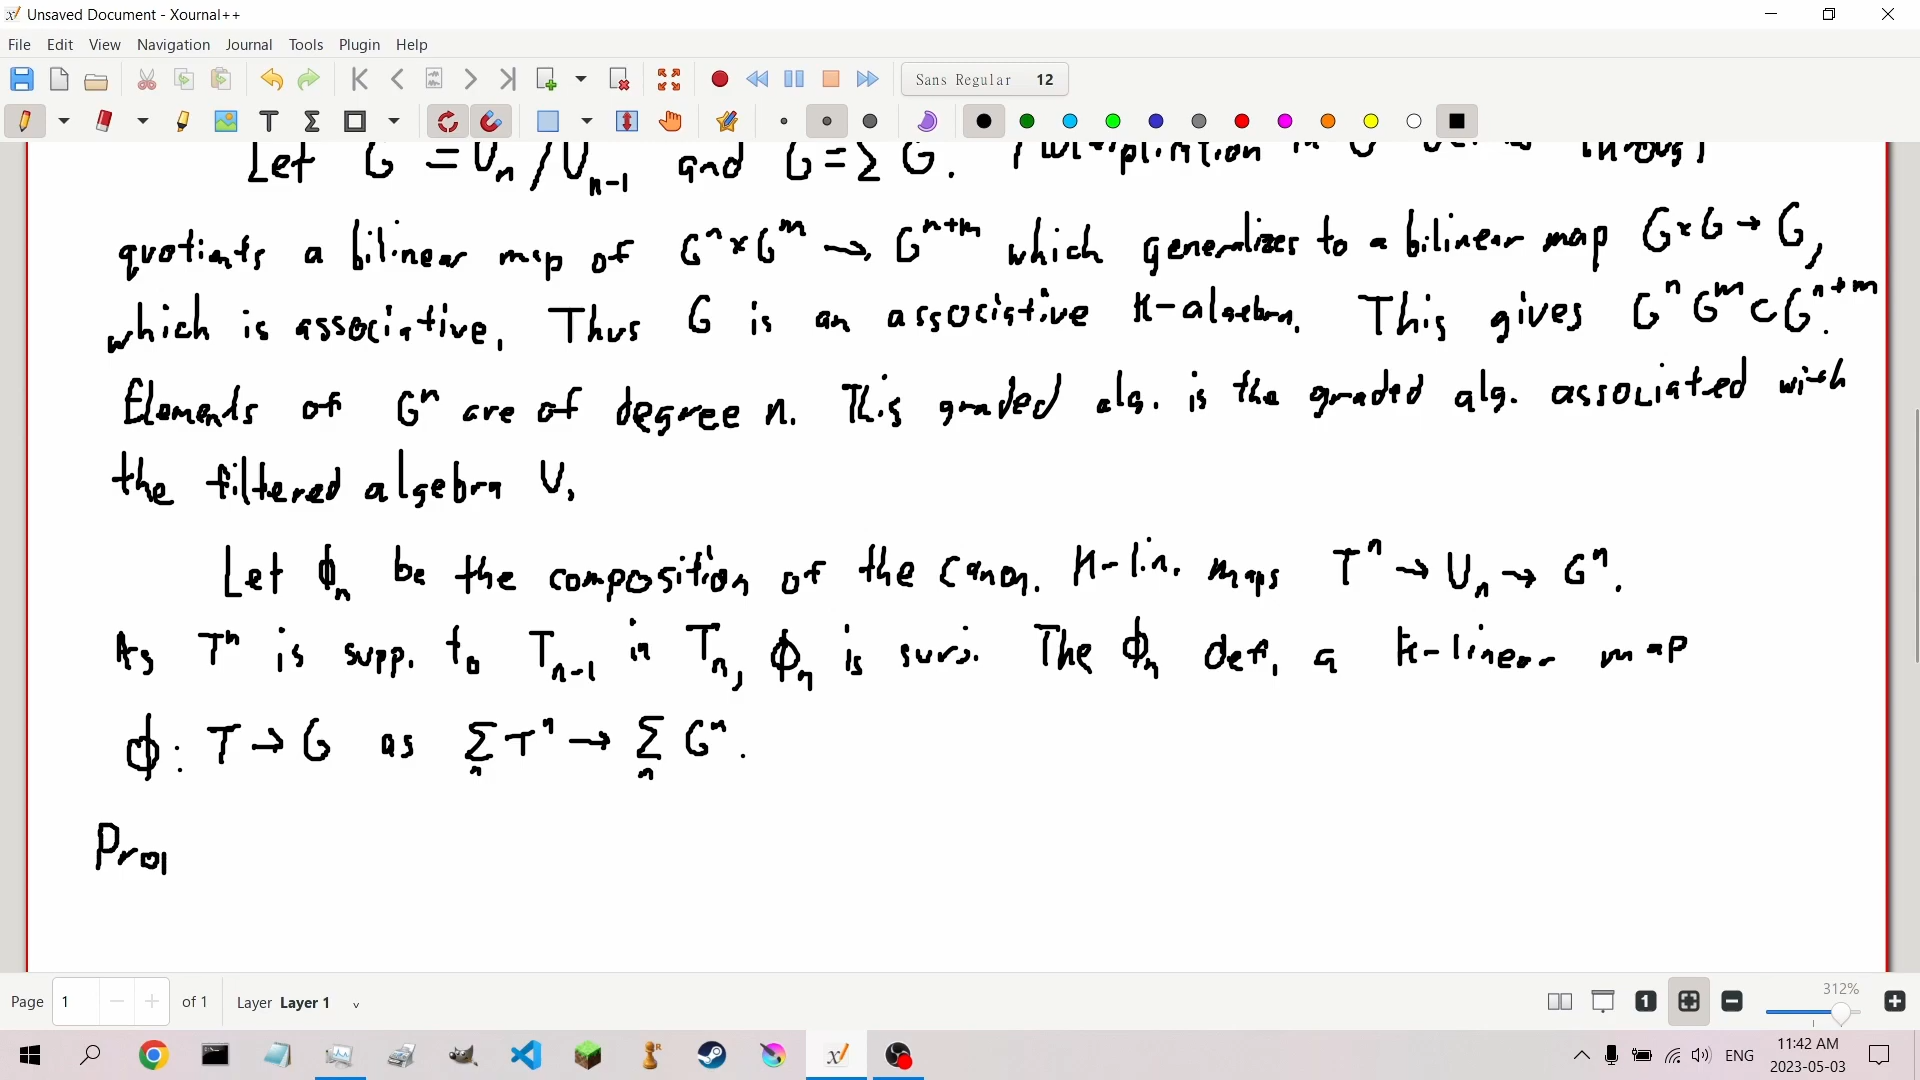 Unsaved Document - Xournal++
File Edit View Navigation Journal Tools Plugin Help
Sans Regular 12
Let G = U_n / U_{n-1} and G = Σ G. Multiplication in U through
quotients a bilinear map of G^n × G^m → G^{n+m} which generalizes to a bilinear map G × G → G,
which is associative. Thus G is an associative K-algebra. This gives G^n G^m ⊂ G^{n+m}.
Elements of G^n are of degree n. This graded alg. is the graded alg. associated with
the filtered algebra U.
Let ϕ_n be the composition of the canon. K-lin. maps T^n → U_n → G^n.
As T^n is supp. to T_{n-1} in T_n, ϕ_n is surj. The ϕ_n def. a K-linear map
ϕ: T → G as Σ_n T^n → Σ_n G^n.
Pro
Page 1 of 1 Layer Layer 1 312%
ENG 11:42 AM
2023-05-03